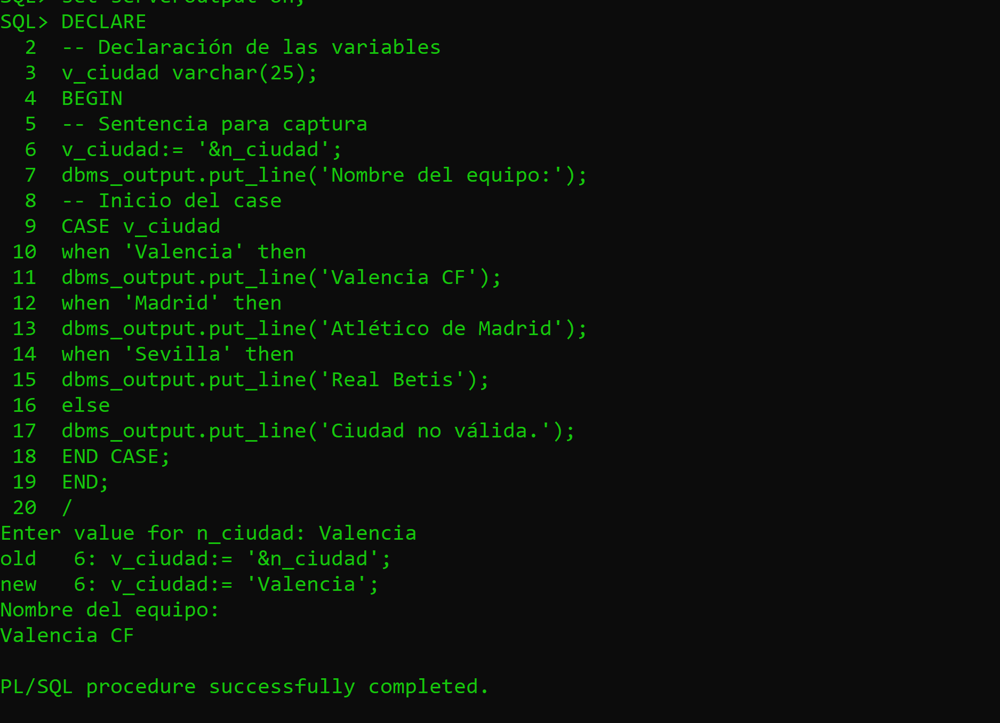 SQL> set serveroutput on;
SQL> DECLARE
  2  -- Declaración de las variables
  3  v_ciudad varchar(25);
  4  BEGIN
  5  -- Sentencia para captura
  6  v_ciudad:= '&n_ciudad';
  7  dbms_output.put_line('Nombre del equipo:');
  8  -- Inicio del case
  9  CASE v_ciudad
 10  when 'Valencia' then
 11  dbms_output.put_line('Valencia CF');
 12  when 'Madrid' then
 13  dbms_output.put_line('Atlético de Madrid');
 14  when 'Sevilla' then
 15  dbms_output.put_line('Real Betis');
 16  else
 17  dbms_output.put_line('Ciudad no válida.');
 18  END CASE;
 19  END;
 20  /
Enter value for n_ciudad: Valencia
old   6: v_ciudad:= '&n_ciudad';
new   6: v_ciudad:= 'Valencia';
Nombre del equipo:
Valencia CF

PL/SQL procedure successfully completed.